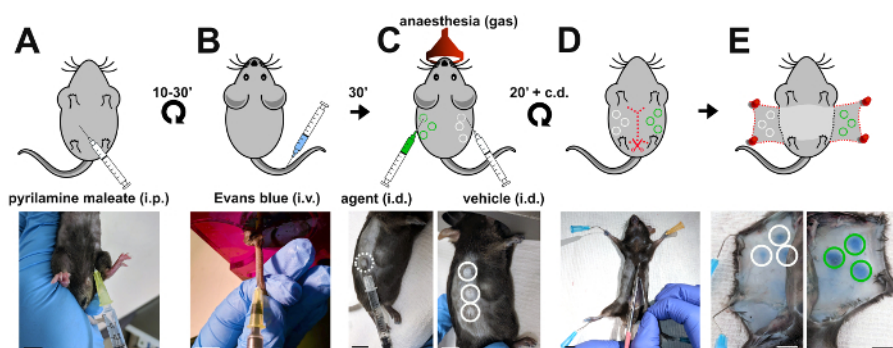 anaesthesia (gas)
A
B
C
D
E
10-30'
30'
20' + c.d.
pyrilamine maleate (i.p.)
Evans blue (i.v.)
agent (i.d.)
vehicle (i.d.)